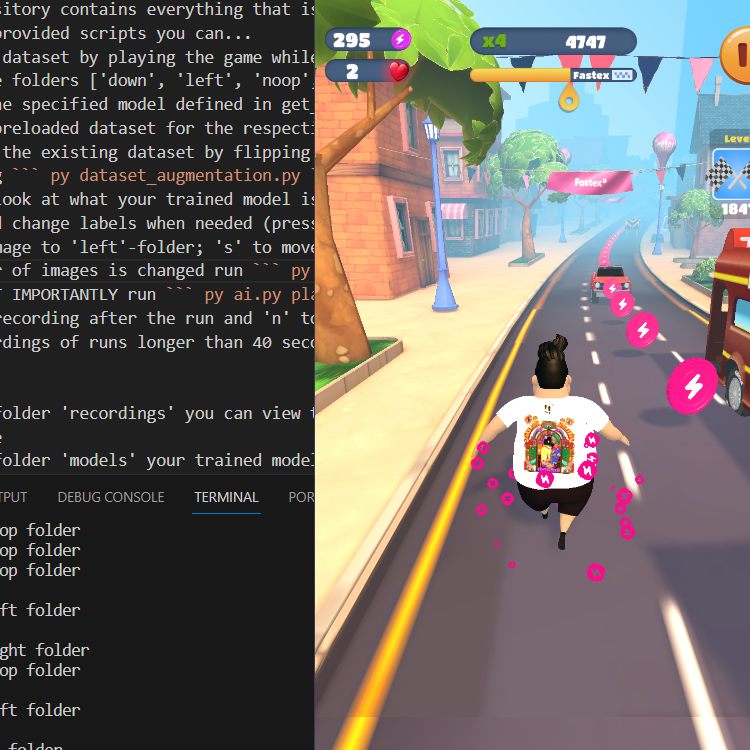 sitory contains everything that is
provided scripts you can...
dataset by playing the game while
e folders ['down', 'left', 'noop'
he specified model defined in get_
preloaded dataset for the respecti
the existing dataset by flipping
g ``` py dataset_augmentation.py `
look at what your trained model is
d change labels when needed (press
mage to 'left'-folder; 's' to move
r of images is changed run ``` py
T IMPORTANTLY run ``` py ai.py pla
recording after the run and 'n' to
rdings of runs longer than 40 seco
folder 'recordings' you can view t
e
folder 'models' your trained model
TPUT DEBUG CONSOLE TERMINAL POR
op folder
op folder
op folder
ft folder
ght folder
op folder
ft folder
folder
295
2
x4 4747
Fastex
Fastex
Leve
184